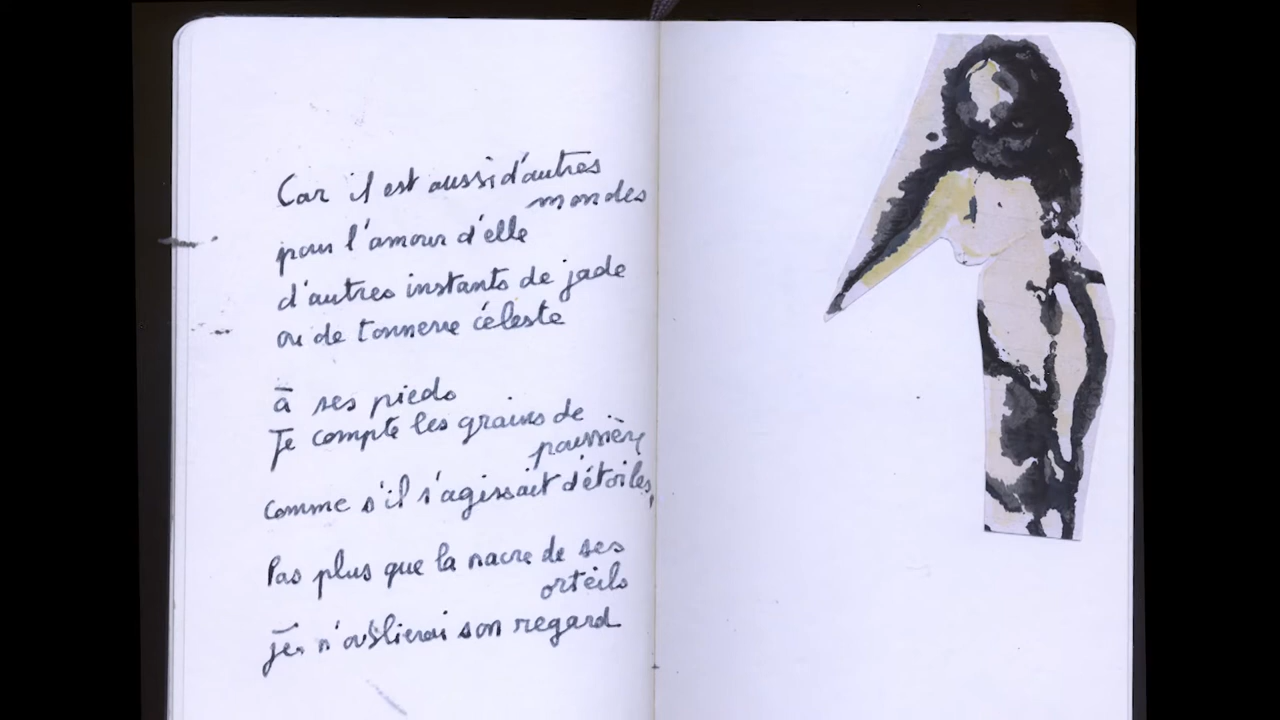 Car il est aussi d'autres
mondes
pour l'amour d'elle
d'autres instants de jade
ou de tonnerre céleste
à ses pieds
Je compte les grains de
poussière
comme s'il s'agissait d'étoiles,
Pas plus que la nacre de ses
orteils
je n'oublierai son regard